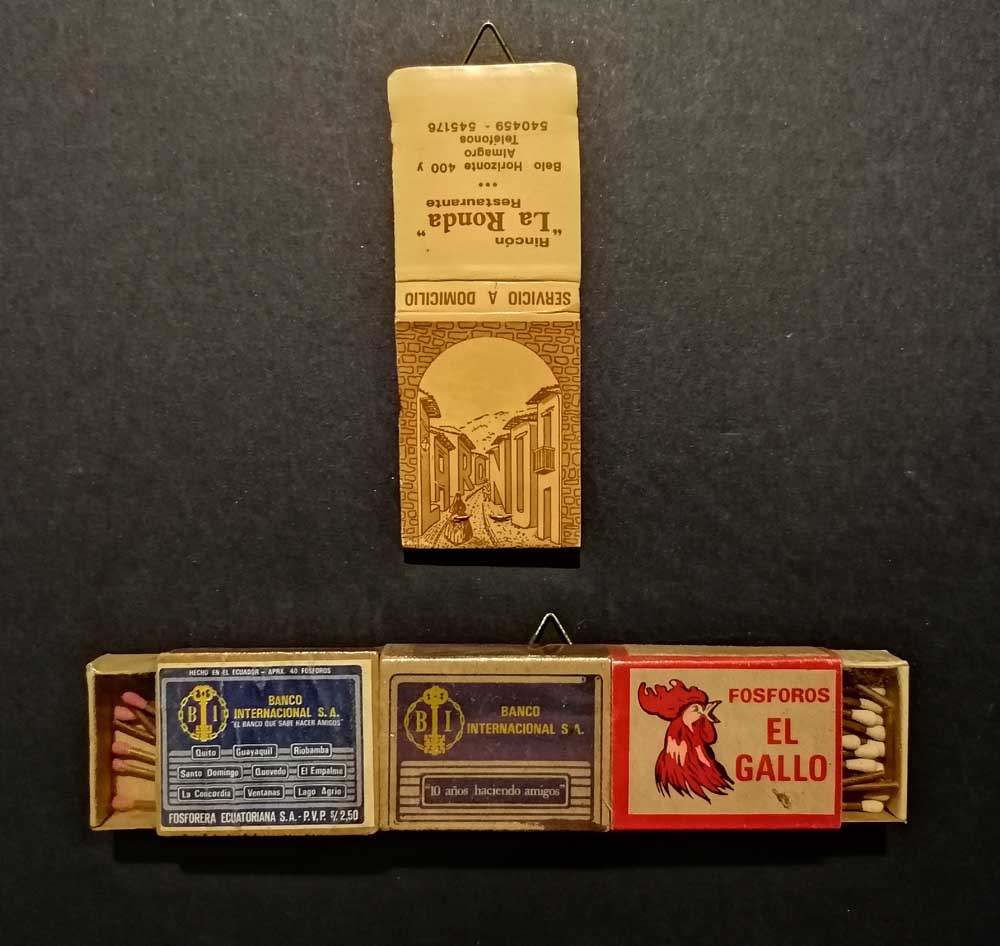 SERVICIO A DOMICILIO
Rincón
"La Ronda"
Restaurante
•••
Belo Horizonte 400 y
Almagro
Teléfonos
540459 - 545176
LA RONDA
HECHO EN EL ECUADOR - APRX. 40 FOSFOROS
BI
BANCO
INTERNACIONAL S.A.
"EL BANCO QUE SABE HACER AMIGOS"
Quito Guayaquil Riobamba
Santo Domingo Quevedo El Empalme
La Concordia Ventanas Lago Agrio
FOSFORERA ECUATORIANA S.A. - P.V.P. S/. 2,50
BI
BANCO
INTERNACIONAL S.A.
"10 años haciendo amigos"
FOSFOROS
EL
GALLO